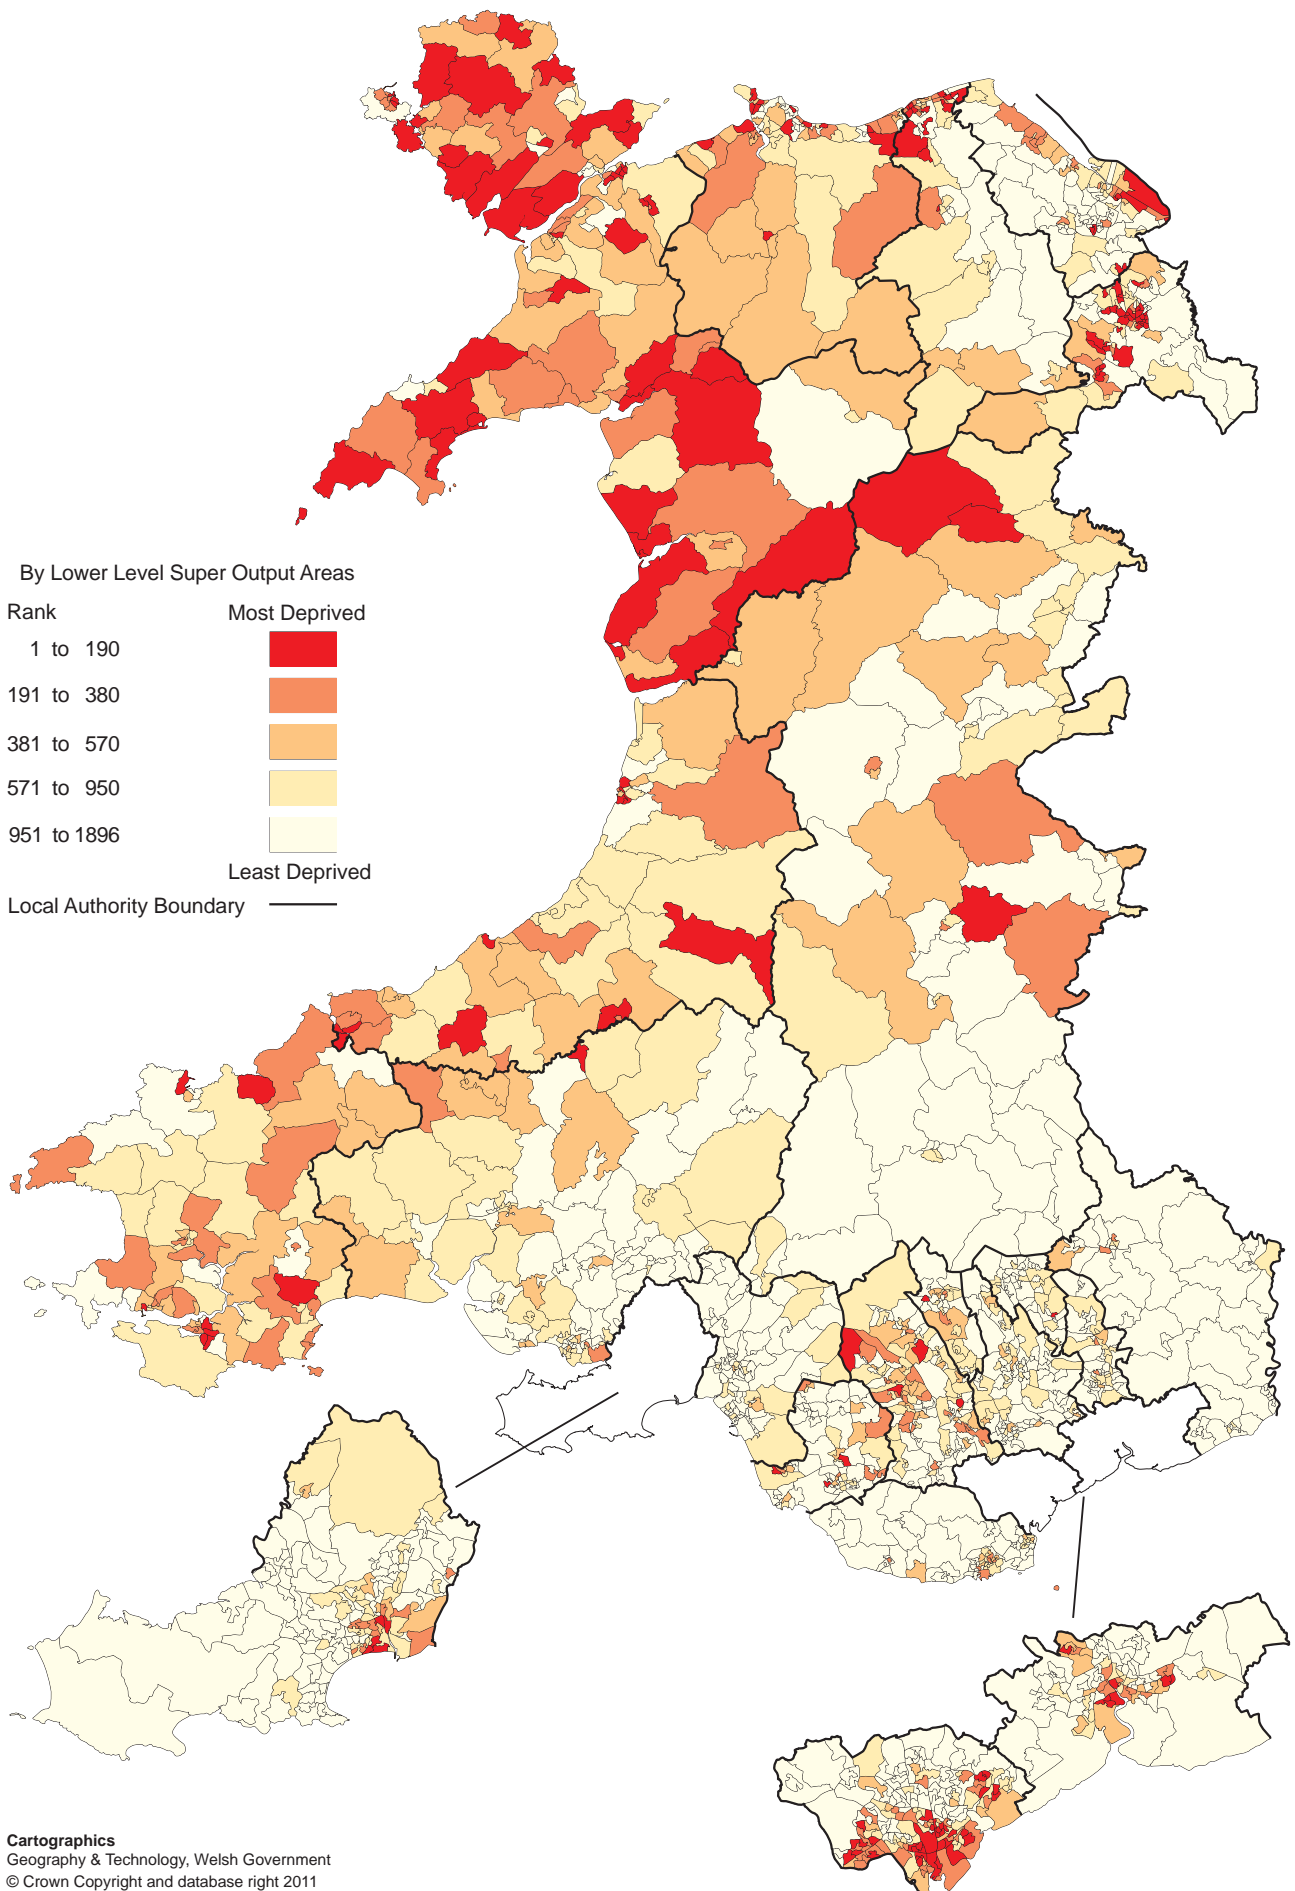 By Lower Level Super Output Areas
Rank Most Deprived
1 to 190
191 to 380
381 to 570
571 to 950
951 to 1896
Least Deprived
Local Authority Boundary
Cartographics
Geography & Technology, Welsh Government
© Crown Copyright and database right 2011